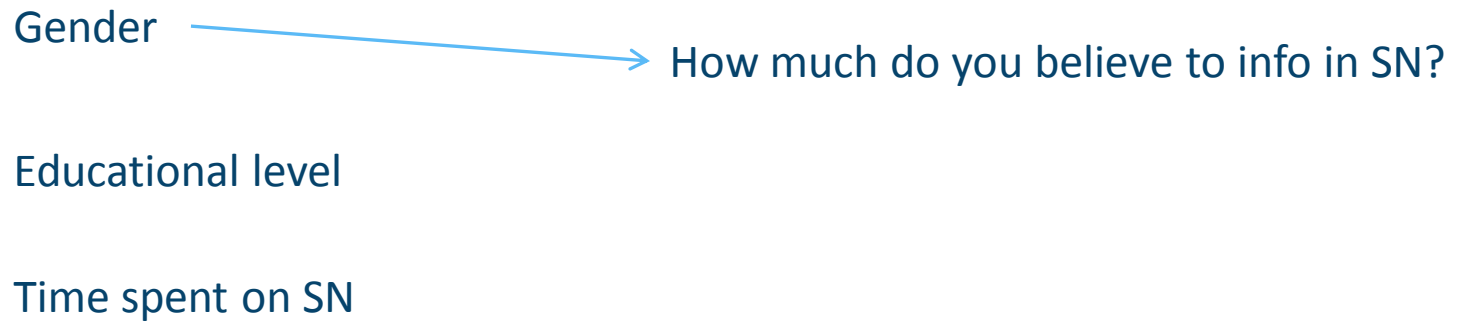 Gender
How much do you believe to info in SN?
Educational level
Time spent on SN